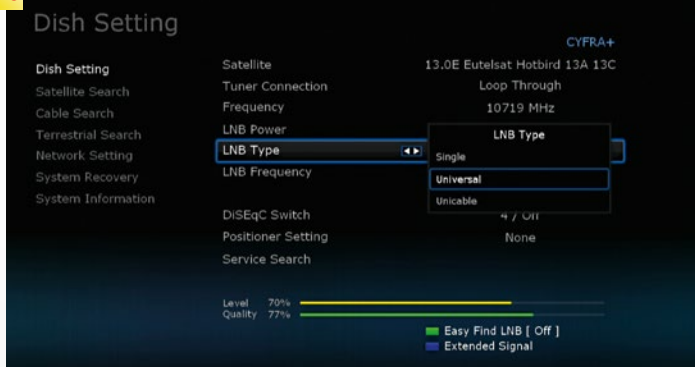 Dish Setting
CYFRA+
Dish Setting
Satellite Search
Cable Search
Terrestrial Search
Network Setting
System Recovery
System Information
Satellite 13.0E Eutelsat Hotbird 13A 13C
Tuner Connection Loop Through
Frequency 10719 MHz
LNB Power
LNB Type
LNB Frequency
LNB Type
Single
Universal
Unicable
DiSEqC Switch 4 / Off
Positioner Setting None
Service Search
Level 70%
Quality 77%
Easy Find LNB [ Off ]
Extended Signal